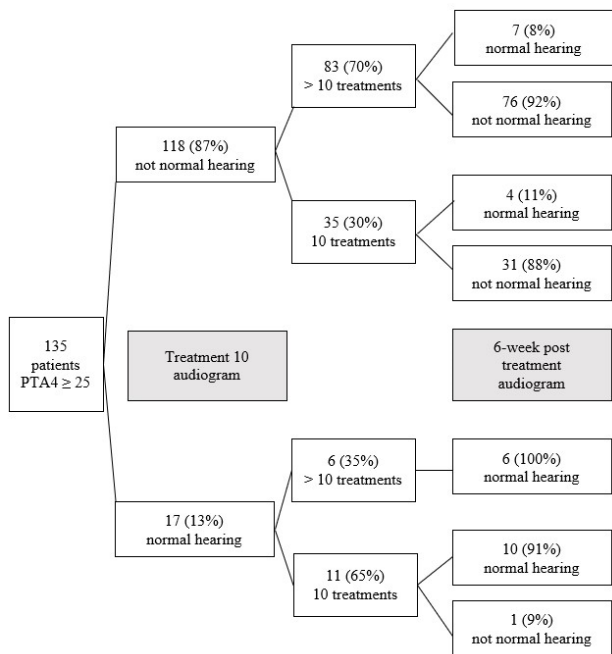 7 (8%)
normal hearing
83 (70%)
> 10 treatments
76 (92%)
not normal hearing
118 (87%)
not normal hearing
4 (11%)
normal hearing
35 (30%)
10 treatments
31 (88%)
not normal hearing
135
patients
PTA4 ≥ 25
Treatment 10
audiogram
6-week post
treatment
audiogram
6 (35%)
> 10 treatments
6 (100%)
normal hearing
17 (13%)
normal hearing
10 (91%)
normal hearing
11 (65%)
10 treatments
1 (9%)
not normal hearing